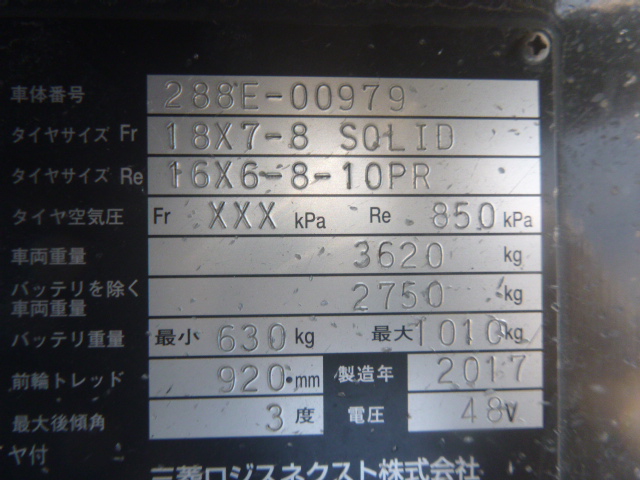 車体番号 288E-00979
タイヤサイズ Fr 18X7-8 SOLID
タイヤサイズ Re 16X6-8-10PR
タイヤ空気圧 Fr XXX kPa Re 850 kPa
車両重量 3620 kg
バッテリを除く
車両重量 2750 kg
バッテリ重量 最小 630 kg 最大 1010 kg
前輪トレッド 920 mm 製造年 2017
最大後傾角 3 度 電圧 48 V
ヤ付
三菱ロジスネクスト株式会社